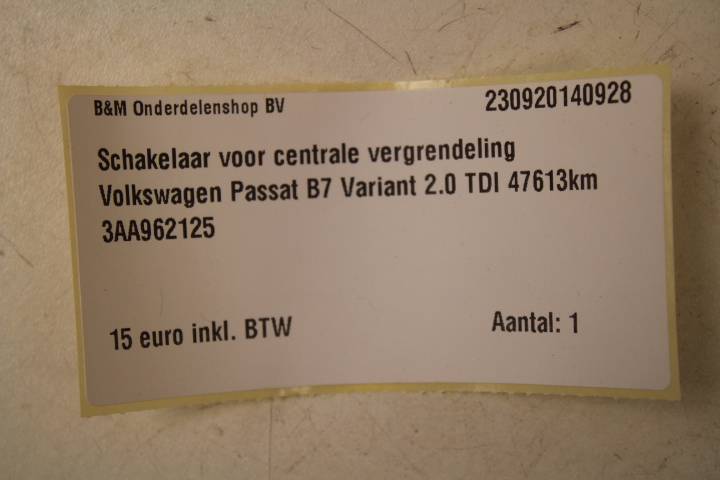 B&M Onderdelenshop BV 230920140928
Schakelaar voor centrale vergrendeling
Volkswagen Passat B7 Variant 2.0 TDI 47613km
3AA962125
15 euro inkl. BTW Aantal: 1